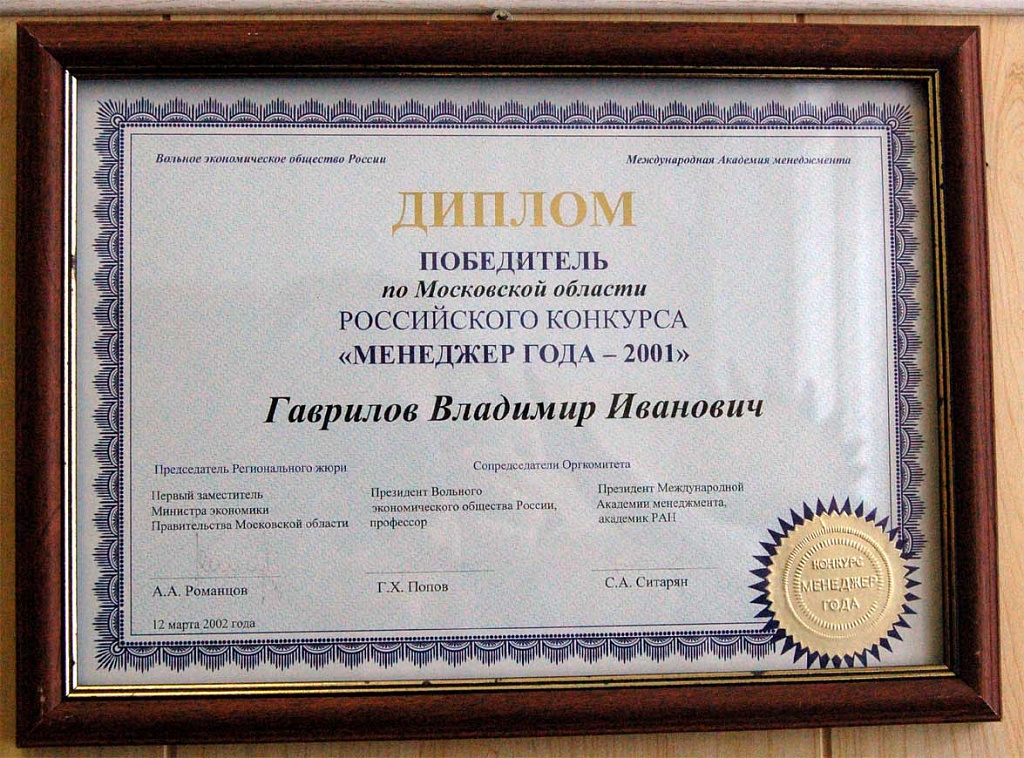 Вольное экономическое общество России
Международная Академия менеджмента
ДИПЛОМ
ПОБЕДИТЕЛЬ
по Московской области
РОССИЙСКОГО КОНКУРСА
«МЕНЕДЖЕР ГОДА – 2001»
Гаврилов Владимир Иванович
Председатель Регионального жюри
Сопредседатели Оргкомитета
Первый заместитель
Министра экономики
Правительства Московской области
Президент Вольного
экономического общества России,
профессор
Президент Международной
Академии менеджмента,
академик РАН
А.А. Романцов
Г.Х. Попов
С.А. Ситарян
12 марта 2002 года
КОНКУРС
МЕНЕДЖЕР
ГОДА